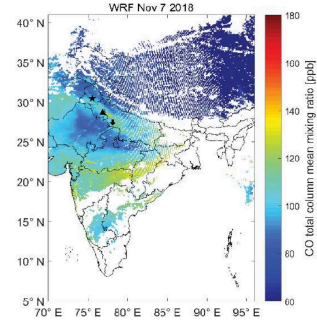 WRF Nov 7 2018
40° N
35° N
30° N
25° N
20° N
15° N
10° N
5° N
70° E 75° E 80° E 85° E 90° E 95° E
180
160
140
120
100
80
60
CO total column mean mixing ratio [ppb]